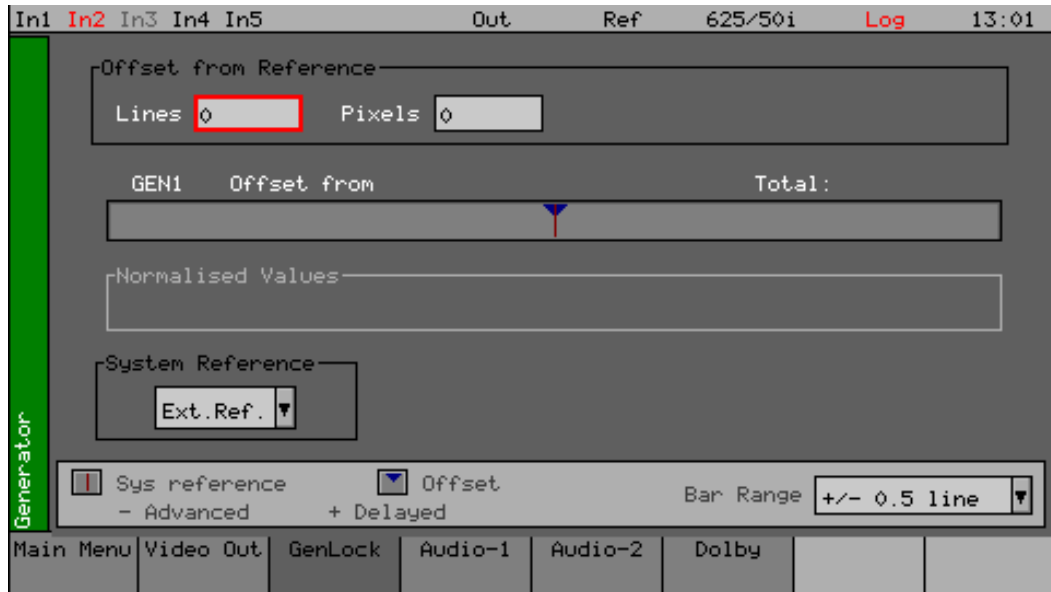 In1 In2 In3 In4 In5 Out Ref 625/50i Log 13:01
Offset from Reference
Lines 0 Pixels 0
GEN1 Offset from Total:
Normalised Values
System Reference
Ext.Ref.
Generator
Sys reference Offset
- Advanced + Delayed
Bar Range +/- 0.5 line
Main Menu Video Out GenLock Audio-1 Audio-2 Dolby